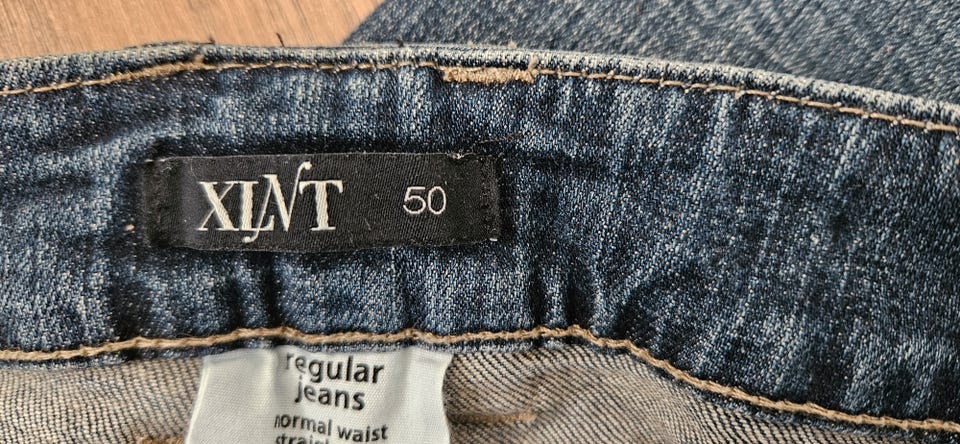 XLNT 50
regular
jeans
normal waist